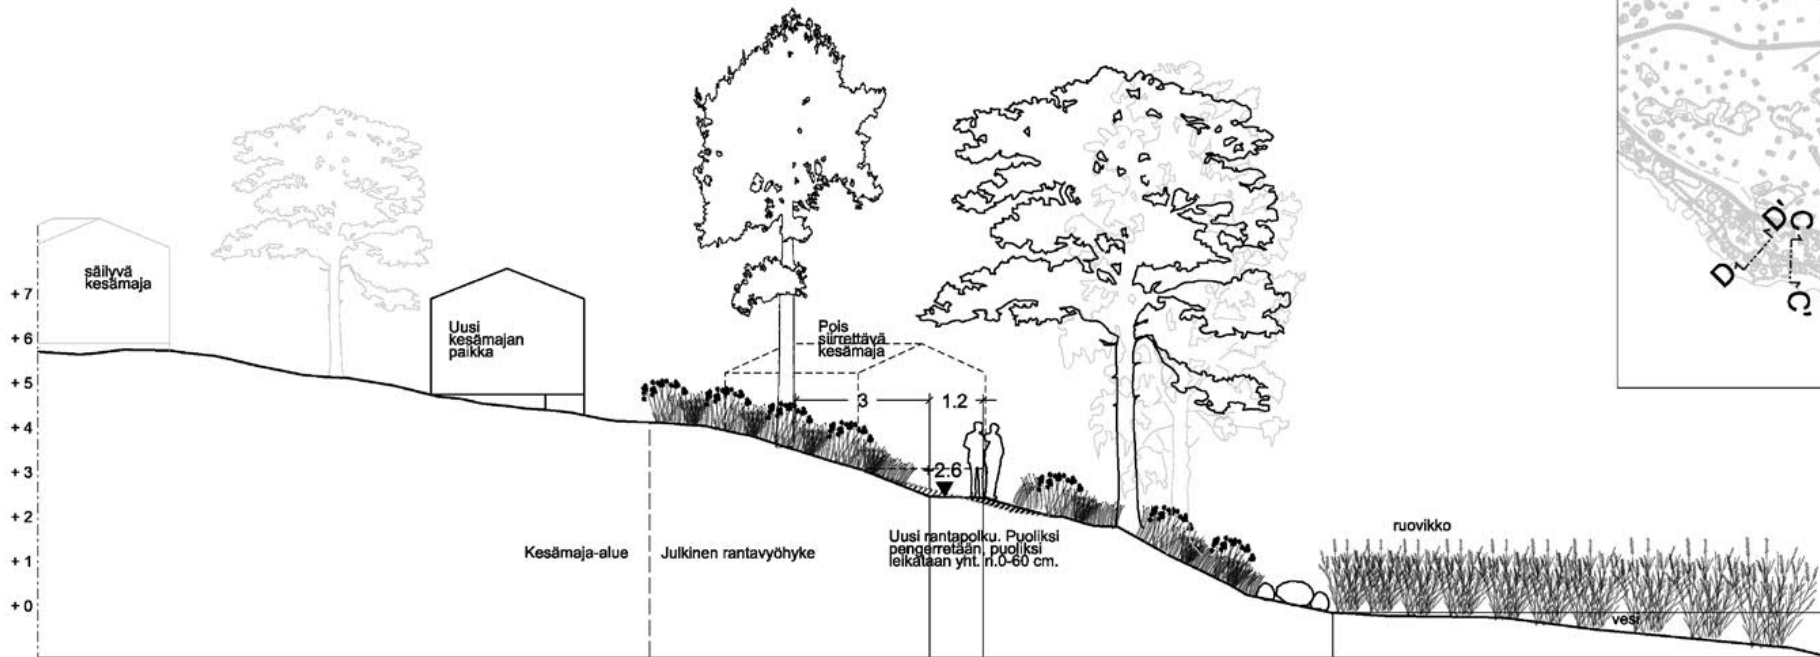 säilyvä
kesämaja
Uusi
kesämajan
paikka
Pois
siirrettävä
kesämaja
+ 7
+ 6
+ 5
+ 4
+ 3
+ 2
+ 1
+ 0
3
1.2
+2.6
Kesämaja-alue
Julkinen rantavyöhyke
Uusi rantapolku. Puoliksi
pengerretään, puoliksi
leikataan yht. n.0-60 cm.
ruovikko
vesi
D'
C
D
C'